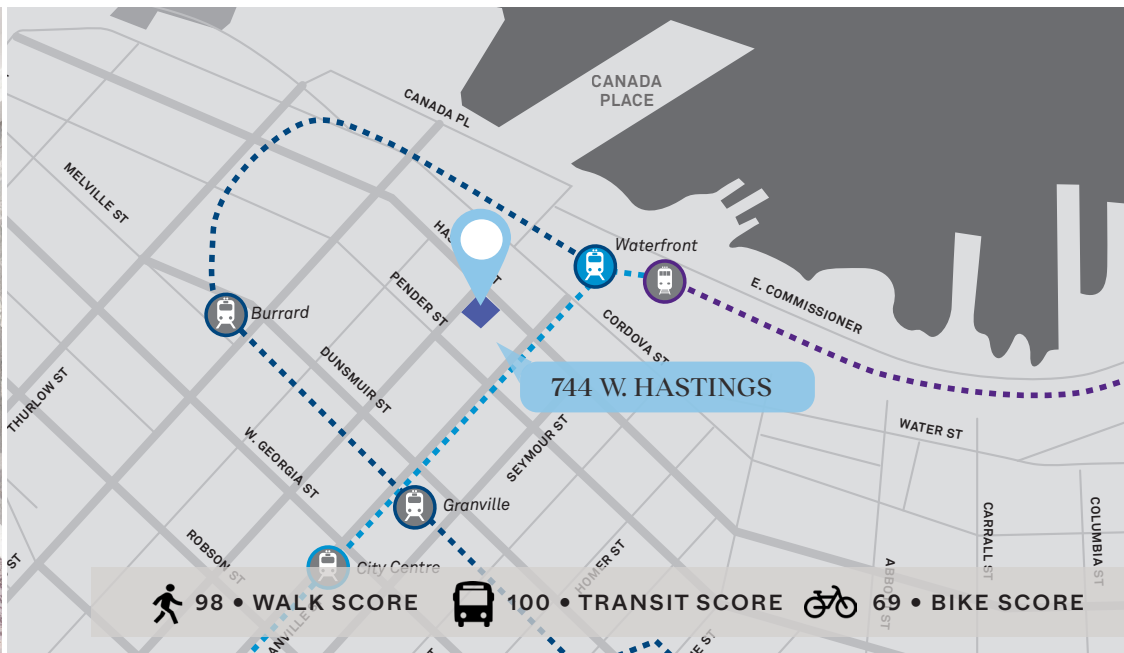 CANADA
PLACE
CANADA PL
MELVILLE ST
Waterfront
PENDER ST
E. COMMISSIONER
Burrard
CORDOVA ST
DUNSMUIR ST
744 W. HASTINGS
THURLOW ST
SEYMOUR ST
WATER ST
W. GEORGIA ST
Granville
CARRALL ST
COLUMBIA ST
ROBSON ST
HOMER ST
City Centre
ST
98 • WALK SCORE
100 • TRANSIT SCORE
69 • BIKE SCORE